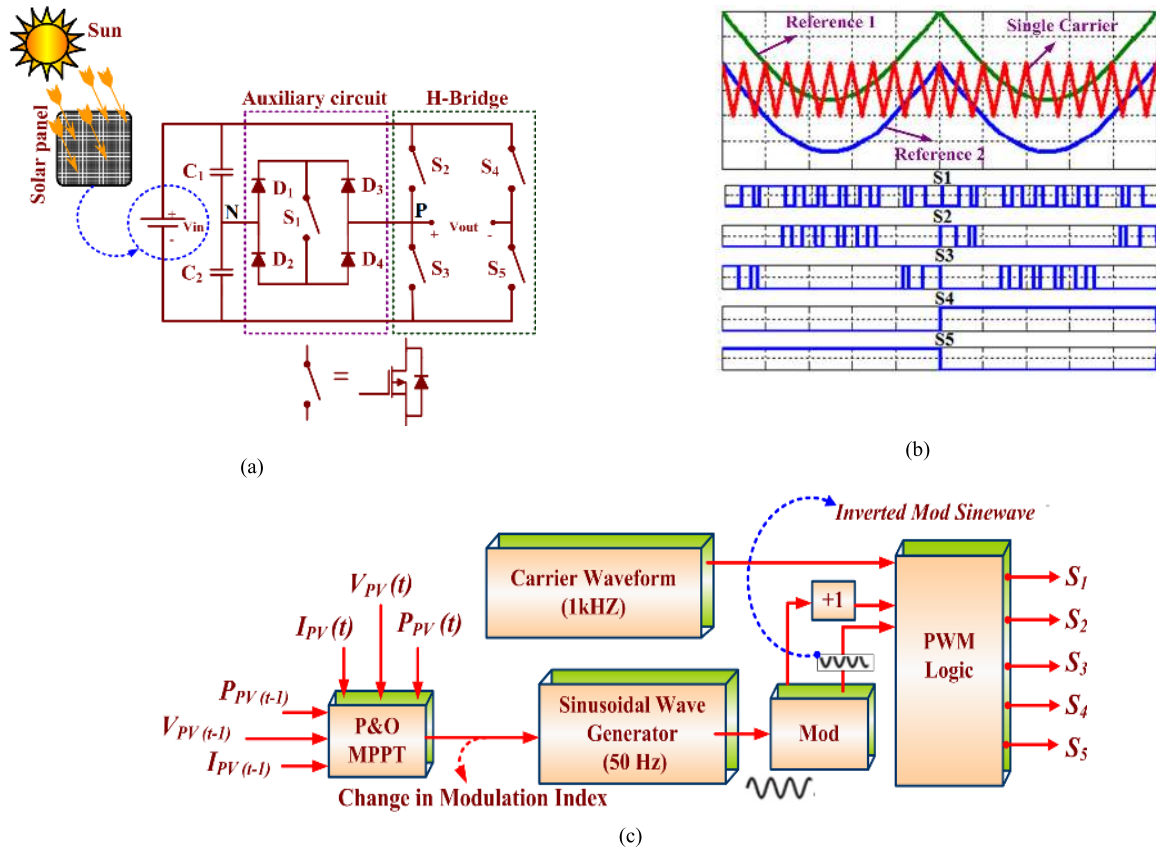 Sun
Solar panel
Auxiliary circuit
H-Bridge
C1
C2
N
D1
D2
D3
D4
S1
P
S2
S3
S4
S5
+
-
Vin
+
Vout
-
=
(a)
Reference 1
Single Carrier
Reference 2
S1
S2
S3
S4
S5
(b)
Inverted Mod Sinewave
Carrier Waveform
(1kHZ)
+1
PWM
Logic
S1
S2
S3
S4
S5
VPV(t)
IPV(t)
PPV(t)
PPV(t-1)
VPV(t-1)
IPV(t-1)
P&O
MPPT
Sinusoidal Wave
Generator
(50 Hz)
Mod
Change in Modulation Index
(c)